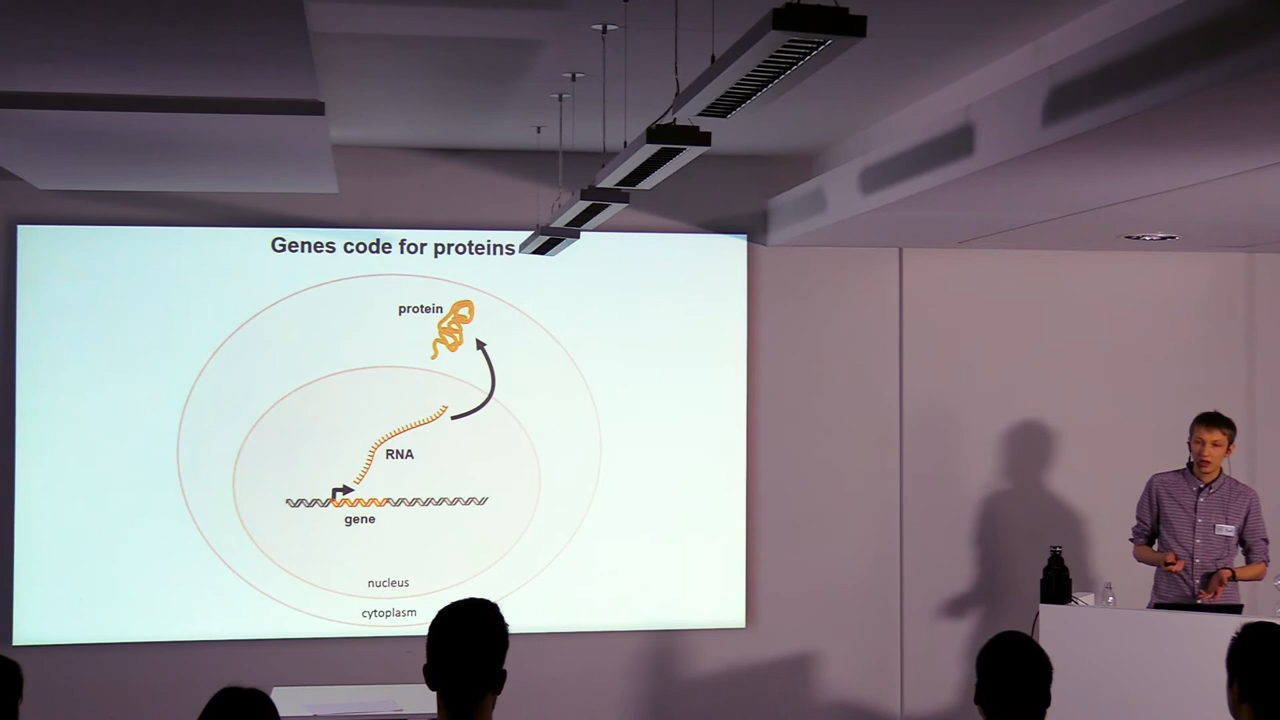 Genes code for proteins
protein
RNA
gene
nucleus
cytoplasm